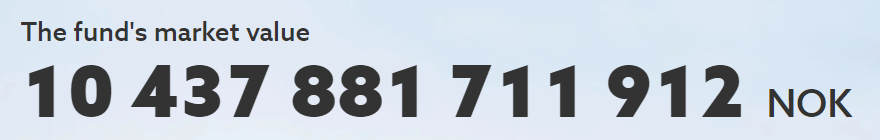 The fund's market value
10 437 881 711 912 NOK